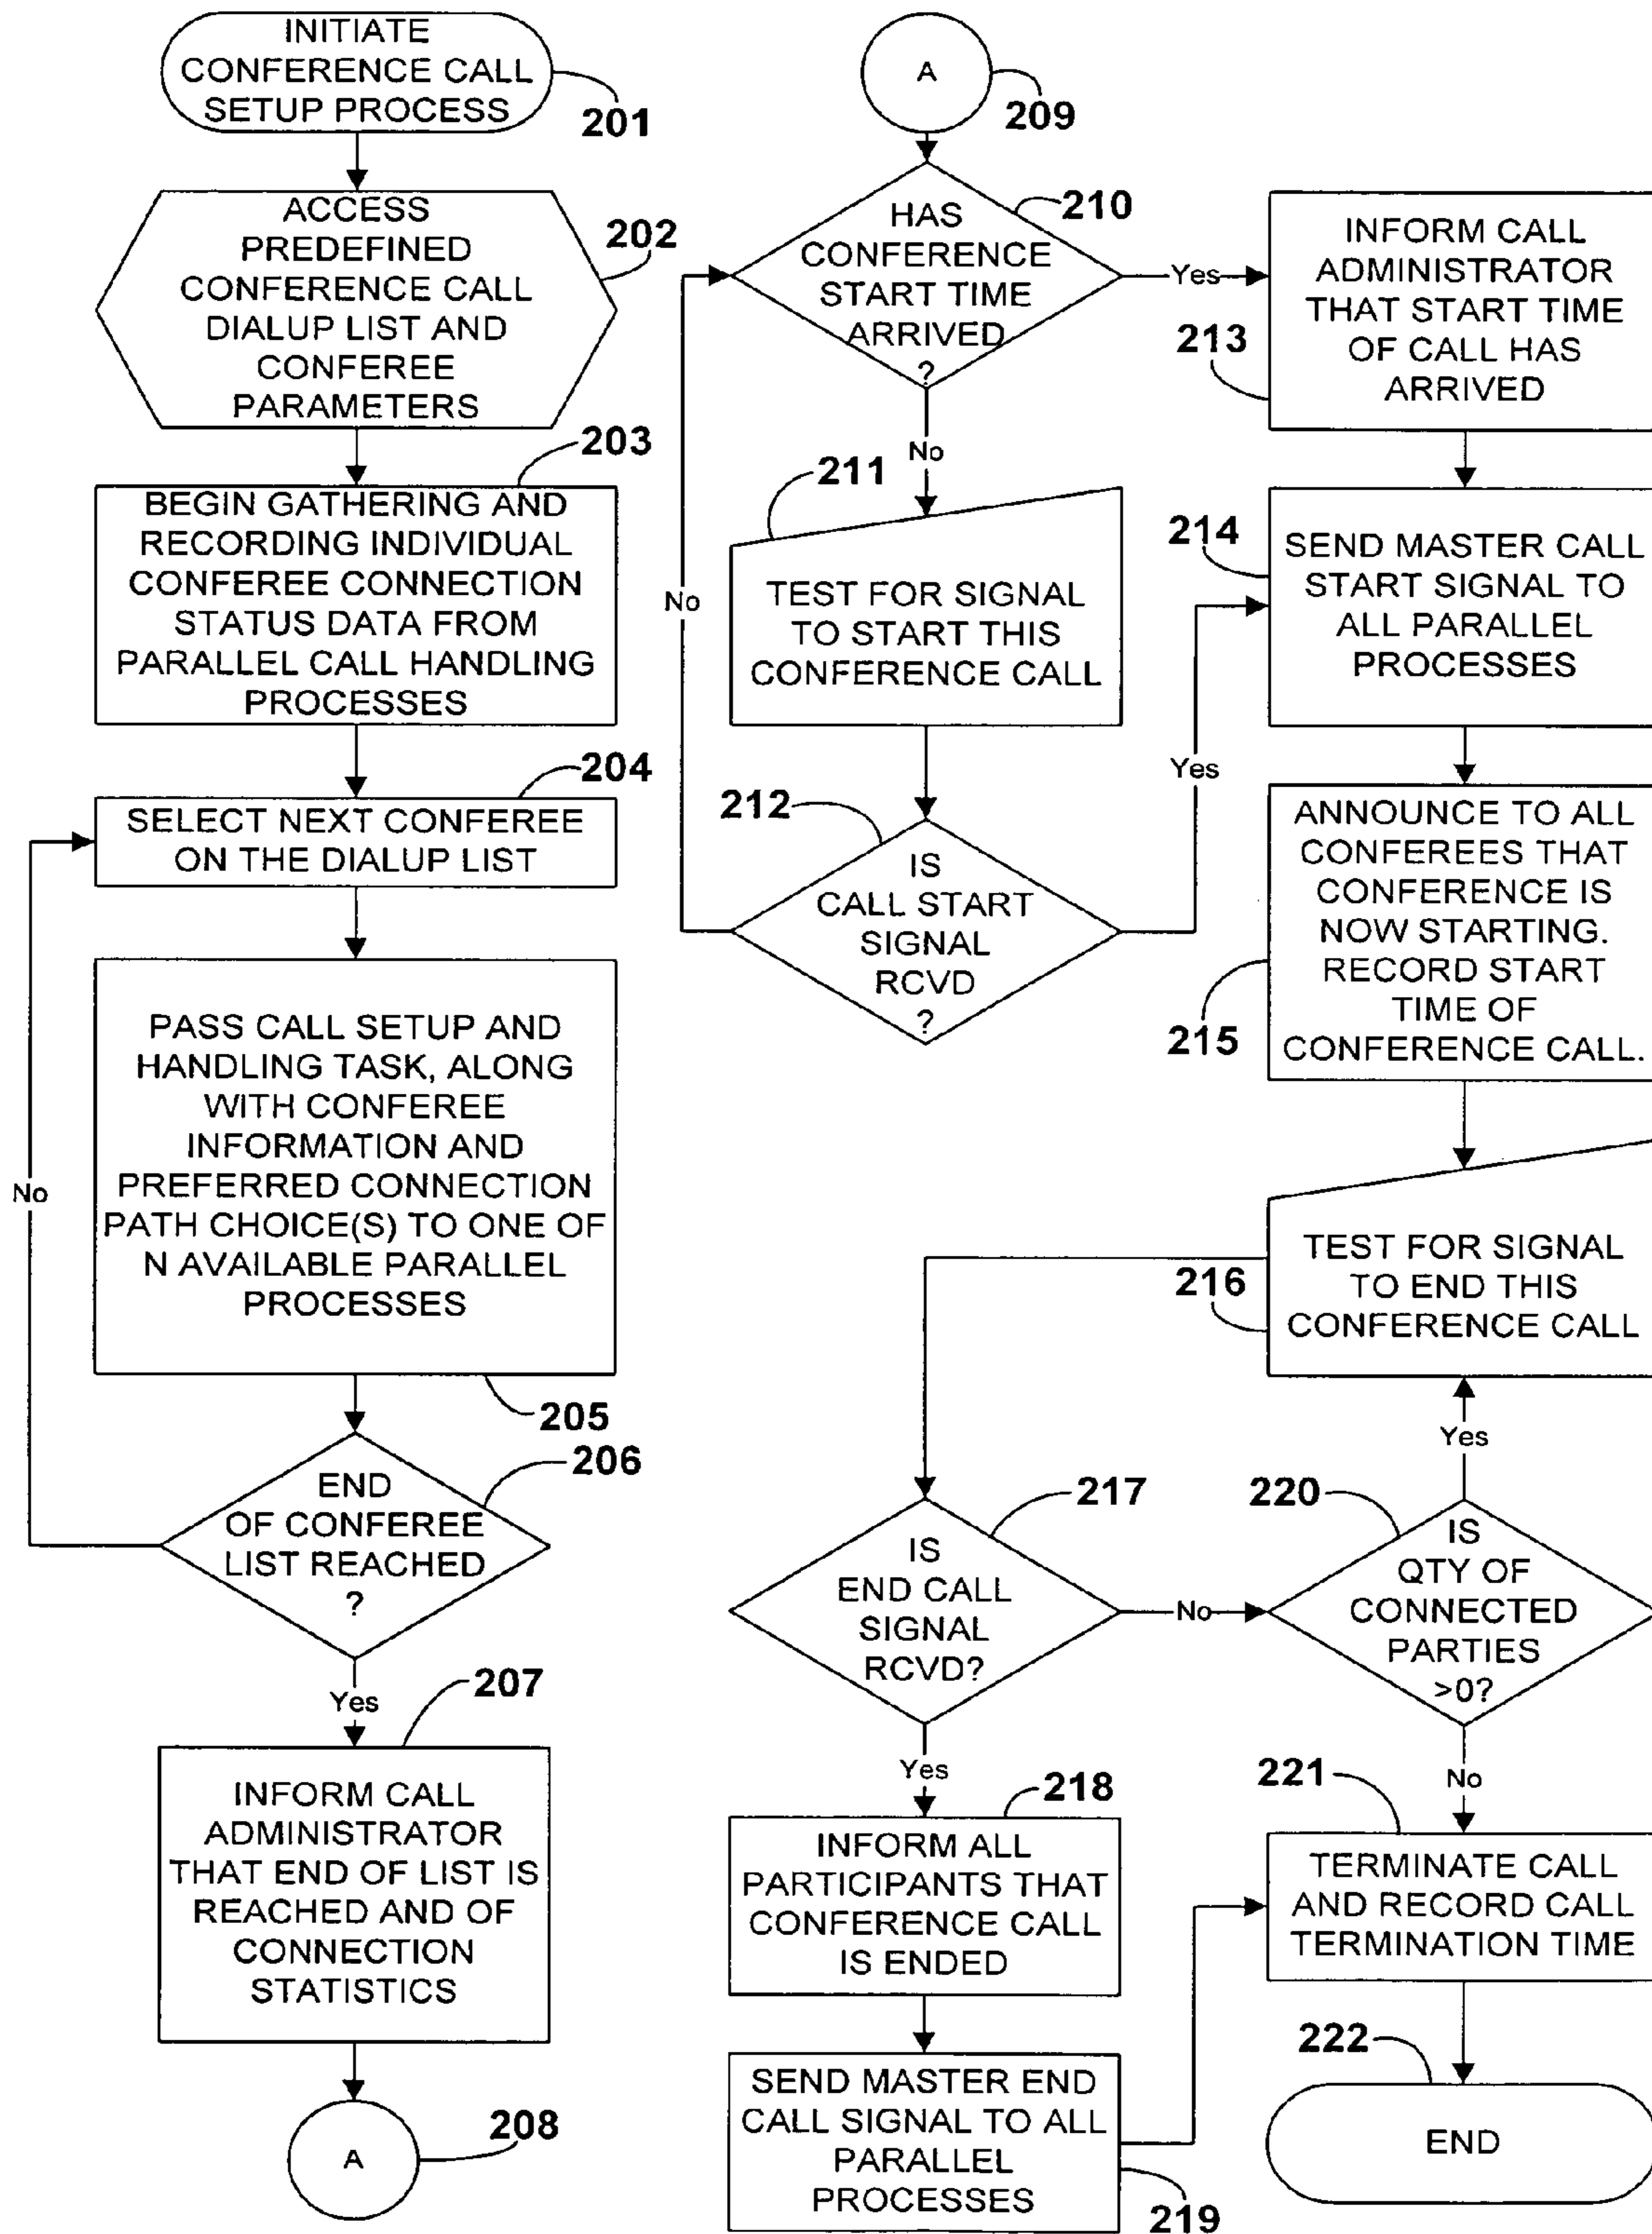 INITIATE
CONFERENCE CALL
SETUP PROCESS
201
ACCESS
PREDEFINED
CONFERENCE CALL
DIALUP LIST AND
CONFEREE
PARAMETERS
202
203
BEGIN GATHERING AND
RECORDING INDIVIDUAL
CONFEREE CONNECTION
STATUS DATA FROM
PARALLEL CALL HANDLING
PROCESSES
204
SELECT NEXT CONFEREE
ON THE DIALUP LIST
PASS CALL SETUP AND
HANDLING TASK, ALONG
WITH CONFEREE
INFORMATION AND
PREFERRED CONNECTION
PATH CHOICE(S) TO ONE OF
N AVAILABLE PARALLEL
PROCESSES
No
205
206
END
OF CONFEREE
LIST REACHED
?
Yes
207
INFORM CALL
ADMINISTRATOR
THAT END OF LIST IS
REACHED AND OF
CONNECTION
STATISTICS
A
208
A
209
210
HAS
CONFERENCE
START TIME
ARRIVED
?
Yes
No
211
TEST FOR SIGNAL
TO START THIS
CONFERENCE CALL
No
212
IS
CALL START
SIGNAL
RCVD
?
Yes
INFORM CALL
ADMINISTRATOR
THAT START TIME
OF CALL HAS
ARRIVED
213
214
SEND MASTER CALL
START SIGNAL TO
ALL PARALLEL
PROCESSES
ANNOUNCE TO ALL
CONFEREES THAT
CONFERENCE IS
NOW STARTING.
RECORD START
TIME OF
CONFERENCE CALL.
215
TEST FOR SIGNAL
TO END THIS
CONFERENCE CALL
216
217
IS
END CALL
SIGNAL
RCVD?
No
Yes
220
IS
QTY OF
CONNECTED
PARTIES
>0?
Yes
No
218
INFORM ALL
PARTICIPANTS THAT
CONFERENCE CALL
IS ENDED
SEND MASTER END
CALL SIGNAL TO ALL
PARALLEL
PROCESSES
219
221
TERMINATE CALL
AND RECORD CALL
TERMINATION TIME
222
END